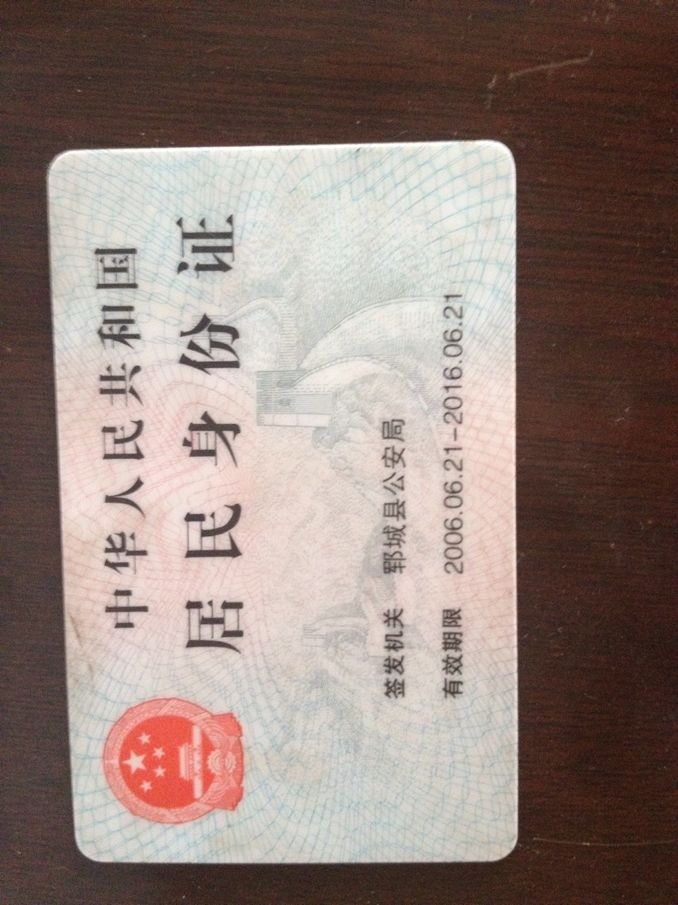 中华人民共和国
居民身份证
签发机关 郓城县公安局
有效期限 2006.06.21-2016.06.21